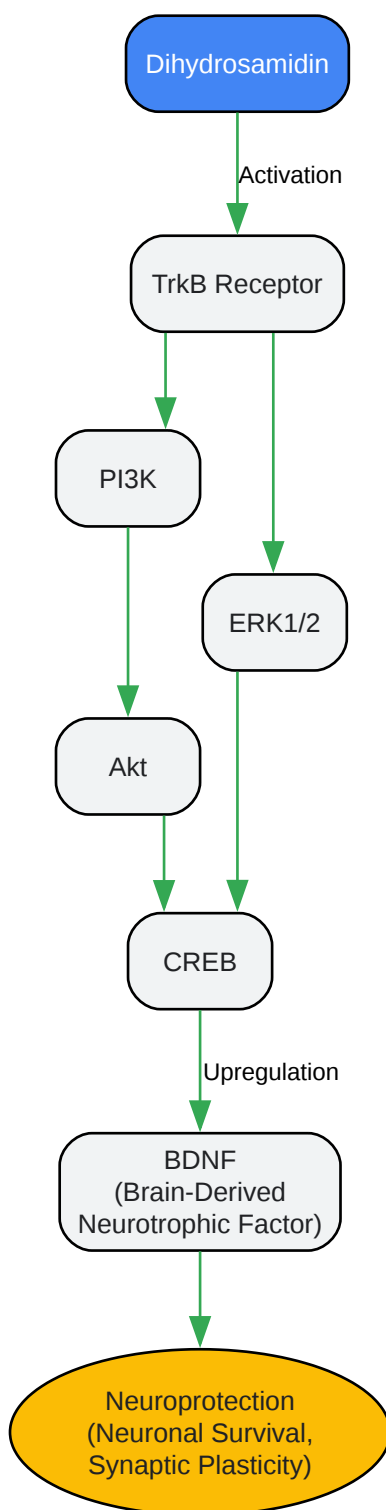 Dihydrosamidin
Activation
TrkB Receptor
PI3K
ERK1/2
Akt
CREB
Upregulation
BDNF
(Brain-Derived
Neurotrophic Factor)
Neuroprotection
(Neuronal Survival,
Synaptic Plasticity)